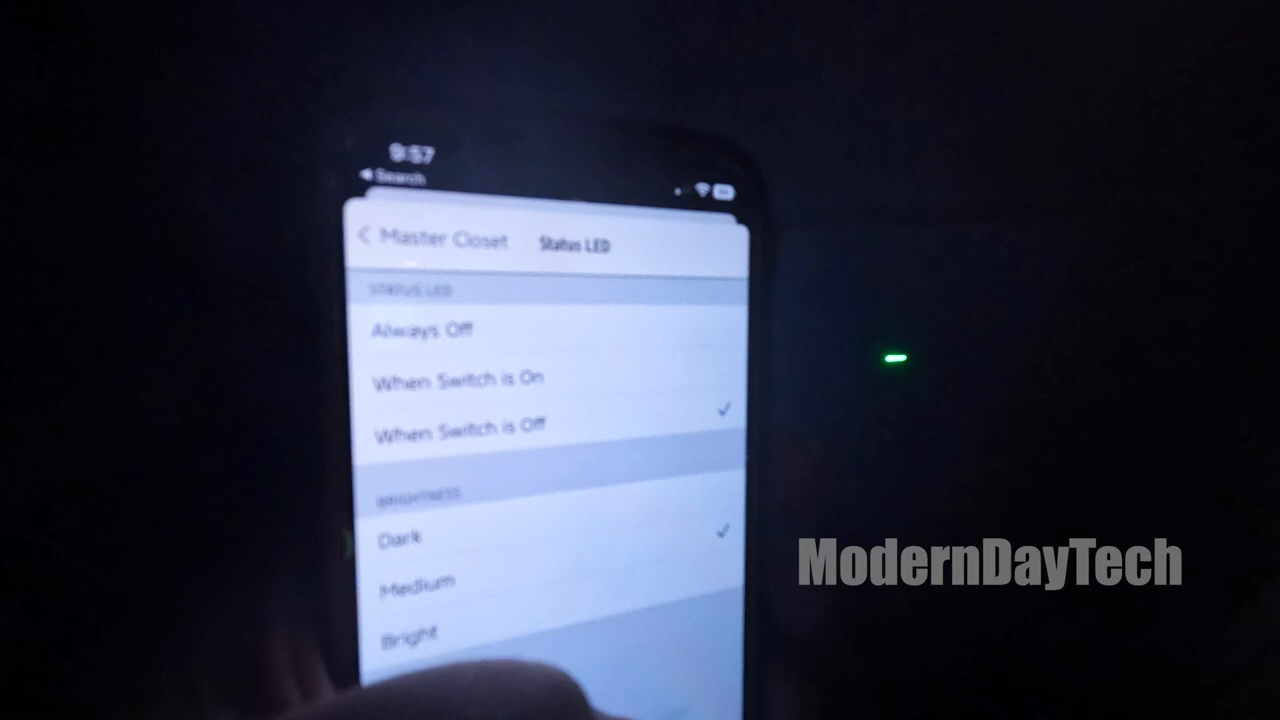 9:57
Search
Master Closet
Status LED
STATUS LED
Always Off
When Switch is On
When Switch is Off
BRIGHTNESS
Dark
Medium
Bright
ModernDayTech